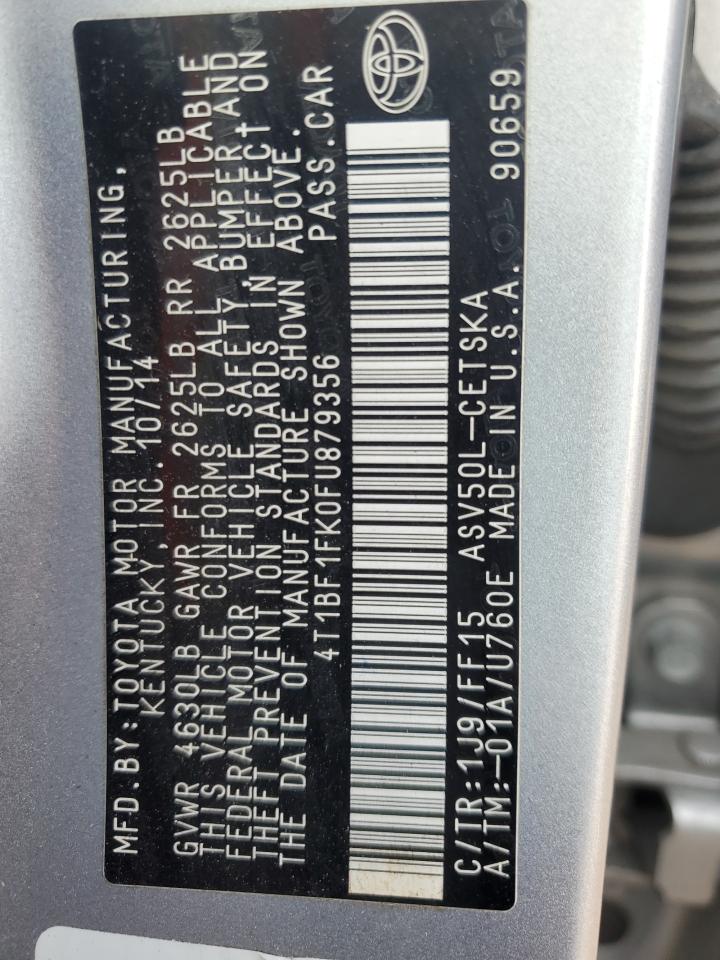 MFD.BY:TOYOTA MOTOR MANUFACTURING,
KENTUCKY,INC. 10/14
GVWR 4630LB GAWR FR 2625LB RR 2625LB
THIS VEHICLE CONFORMS TO ALL APPLICABLE
FEDERAL MOTOR VEHICLE SAFETY,BUMPER AND
THEFT PREVENTION STANDARDS IN EFFECT ON
THE DATE OF MANUFACTURE SHOWN ABOVE.
4T1BF1FK0FU879356 PASS.CAR
C/TR:1J9/FF15 ASV50L-CETSKA
A/TM:-01A/U760E MADE IN U.S.A. 90659